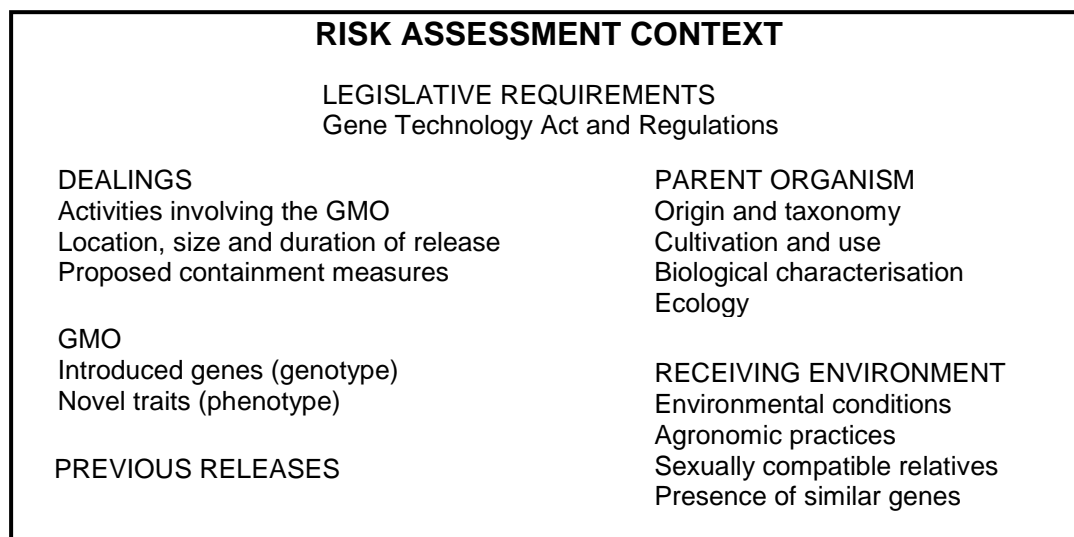 RISK ASSESSMENT CONTEXT
LEGISLATIVE REQUIREMENTS
Gene Technology Act and Regulations
DEALINGS
Activities involving the GMO
Location, size and duration of release
Proposed containment measures
GMO
Introduced genes (genotype)
Novel traits (phenotype)
PREVIOUS RELEASES
PARENT ORGANISM
Origin and taxonomy
Cultivation and use
Biological characterisation
Ecology
RECEIVING ENVIRONMENT
Environmental conditions
Agronomic practices
Sexually compatible relatives
Presence of similar genes